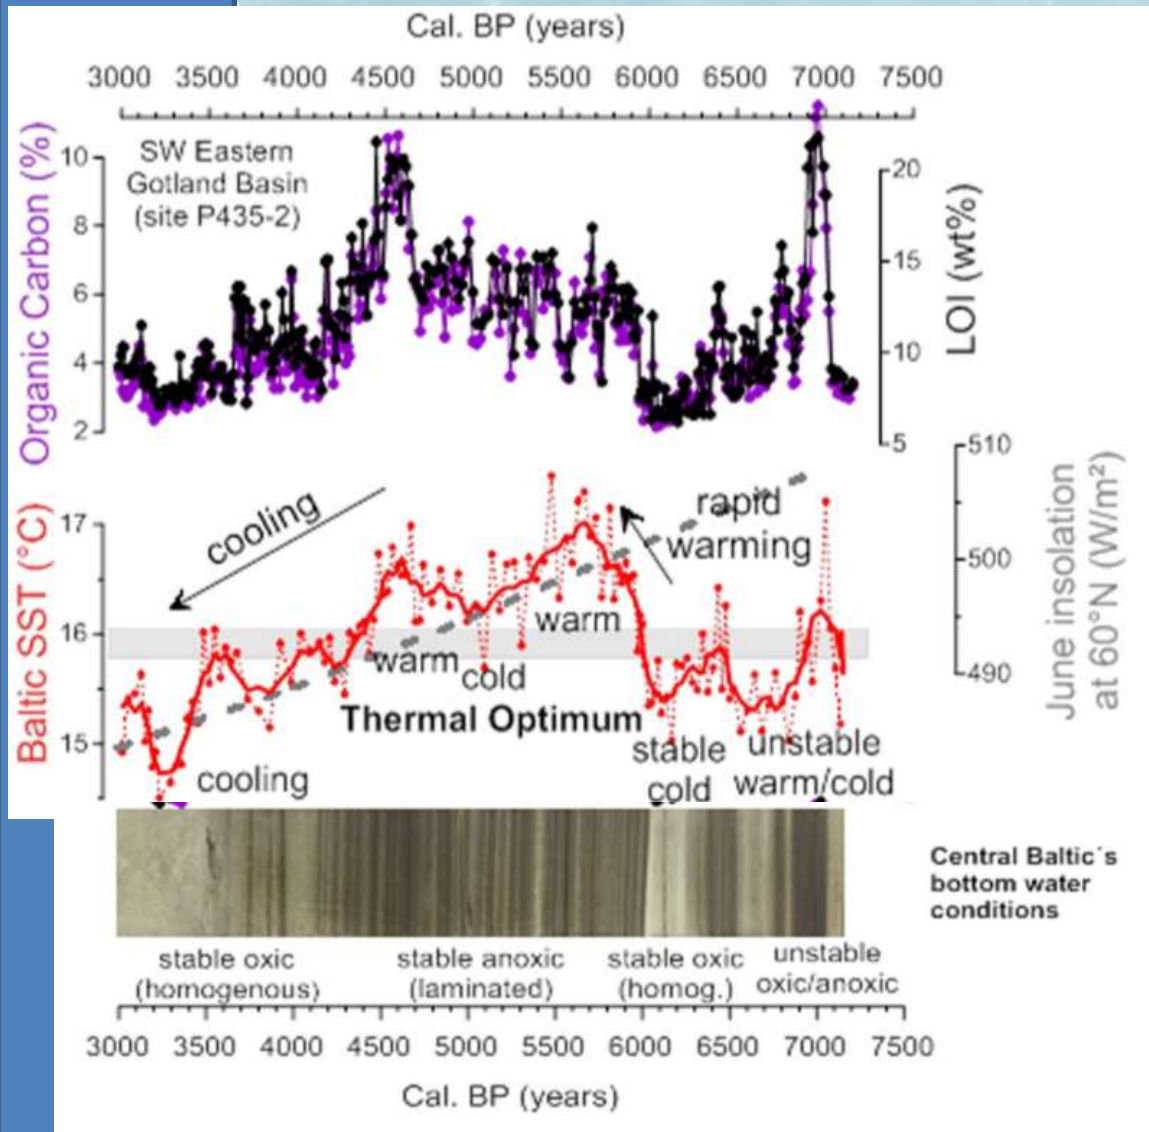 Cal. BP (years)
3000 3500 4000 4500 5000 5500 6000 6500 7000 7500
Organic Carbon (%)
10
8
6
4
2
SW Eastern
Gotland Basin
(site P435-2)
20
15
10
5
LOI (wt%)
Baltic SST (°C)
17
16
15
cooling
rapid
warming
warm
warm
cold
Thermal Optimum
cooling
stable
cold
unstable
warm/cold
510
500
490
June insolation
at 60°N (W/m²)
Central Baltic´s
bottom water
conditions
stable oxic
(homogenous)
stable anoxic
(laminated)
stable oxic
(homog.)
unstable
oxic/anoxic
3000 3500 4000 4500 5000 5500 6000 6500 7000 7500
Cal. BP (years)